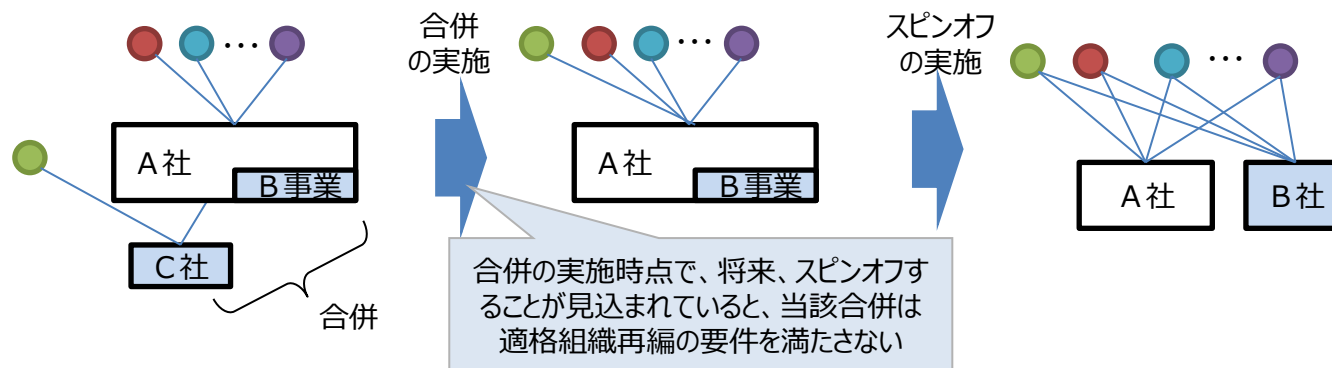 合併
の実施
スピンオフ
の実施
…
…
…
A社
B事業
C社
合併
A社
B事業
A社
B社
合併の実施時点で、将来、スピンオフす
ることが見込まれていると、当該合併は
適格組織再編の要件を満たさない